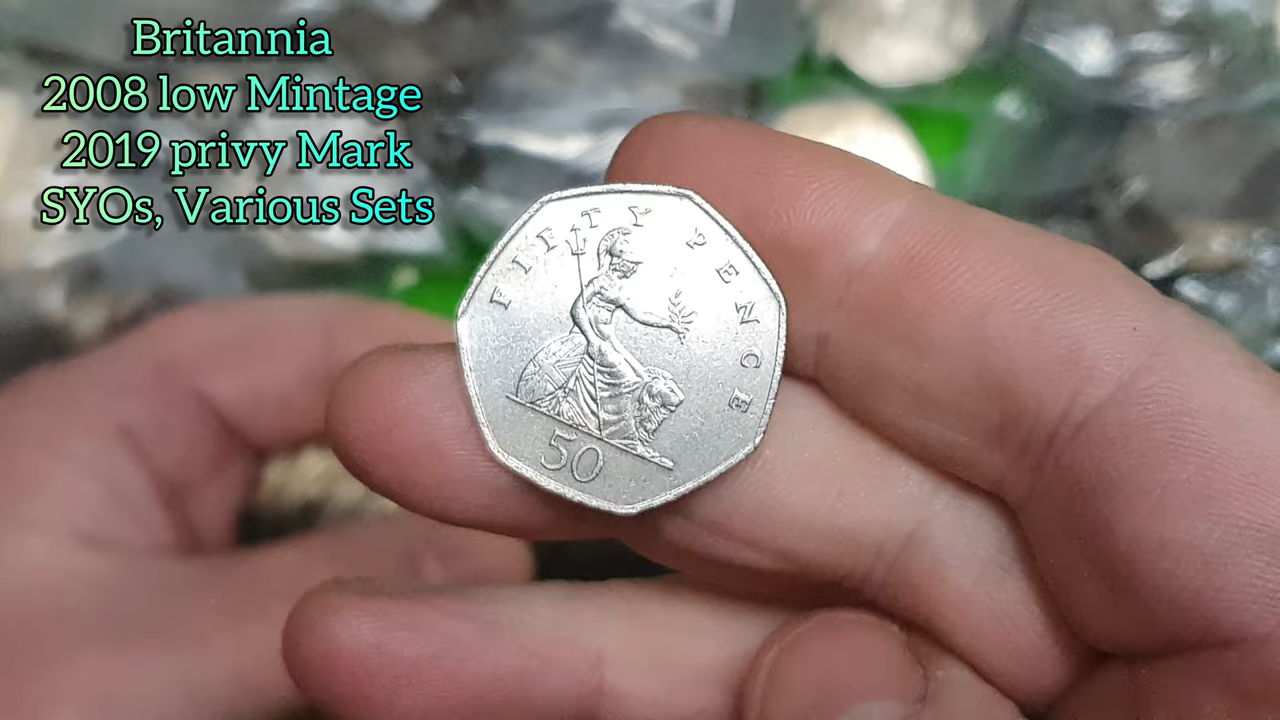 Britannia
2008 low Mintage
2019 privy Mark
SYOs, Various Sets
FIFTY PENCE
50